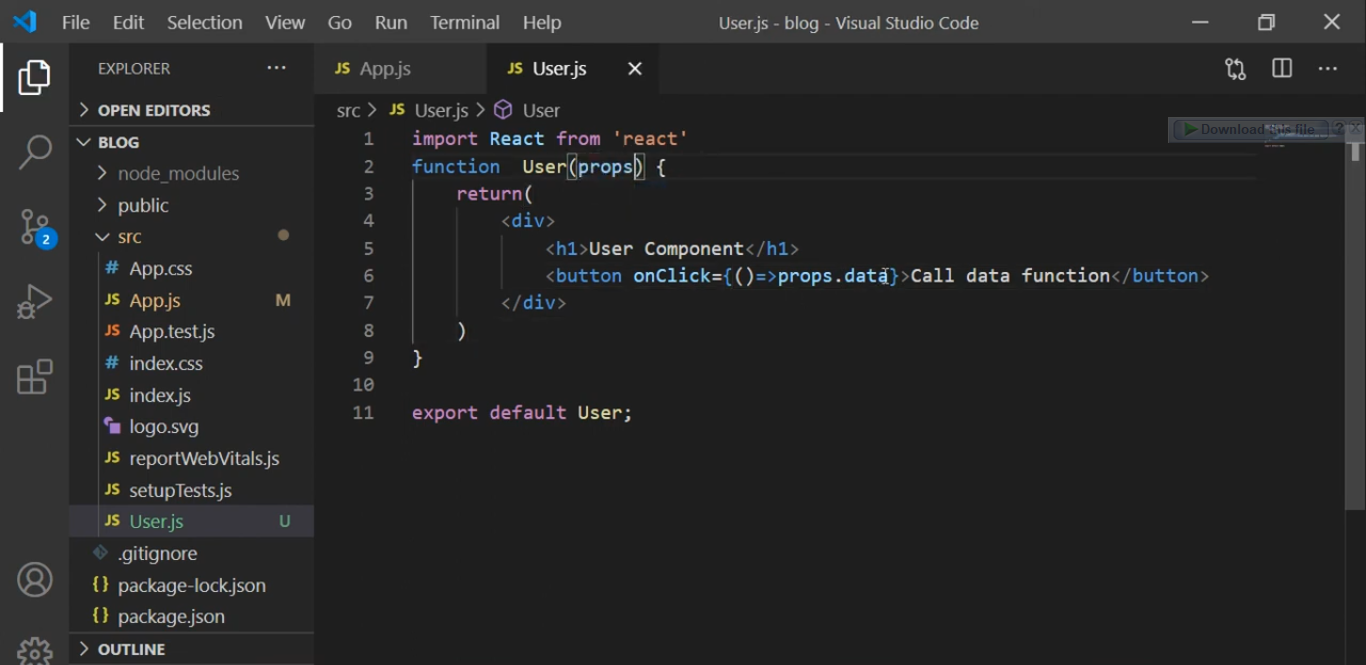 File Edit Selection View Go Run Terminal Help User.js - blog - Visual Studio Code
EXPLORER ···
JS App.js JS User.js
OPEN EDITORS
src > JS User.js > User
BLOG
node_modules
public
src
# App.css
JS App.js M
JS App.test.js
# index.css
JS index.js
logo.svg
JS reportWebVitals.js
JS setupTests.js
JS User.js U
.gitignore
{} package-lock.json
{} package.json
OUTLINE
2
1 import React from 'react'
2 function  User(props) {
3     return(
4         <div>
5             <h1>User Component</h1>
6             <button onClick={()=>props.data}>Call data function</button>
7         </div>
8     )
9 }
10
11 export default User;
Download this file ?